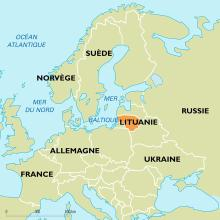 OCÉAN
ATLANTIQUE
SUÈDE
NORVÈGE
MER
DU NORD
MER
BALTIQUE
RUSSIE
LITUANIE
ALLEMAGNE
UKRAINE
FRANCE